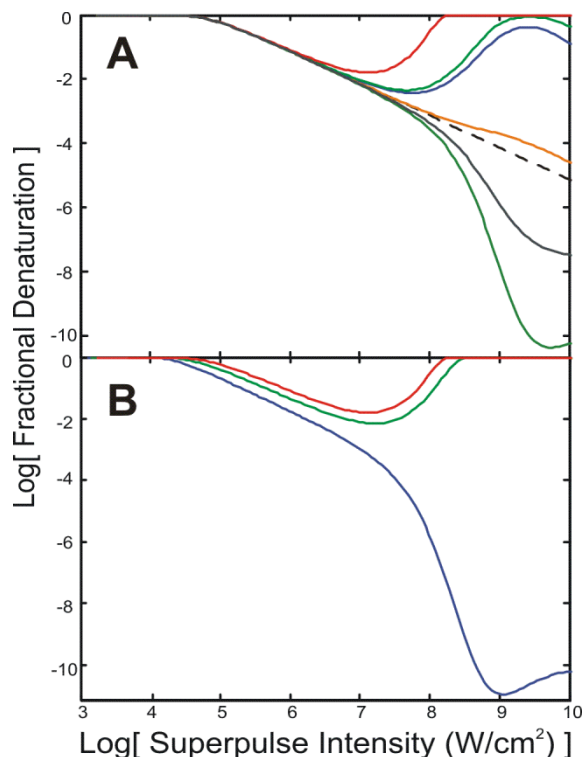 0
A
-2
-4
-6
-8
-10
Log[ Fractional Denaturation ]
0
B
-2
-4
-6
-8
-10
3 4 5 6 7 8 9 10
Log[ Superpulse Intensity (W/cm²) ]